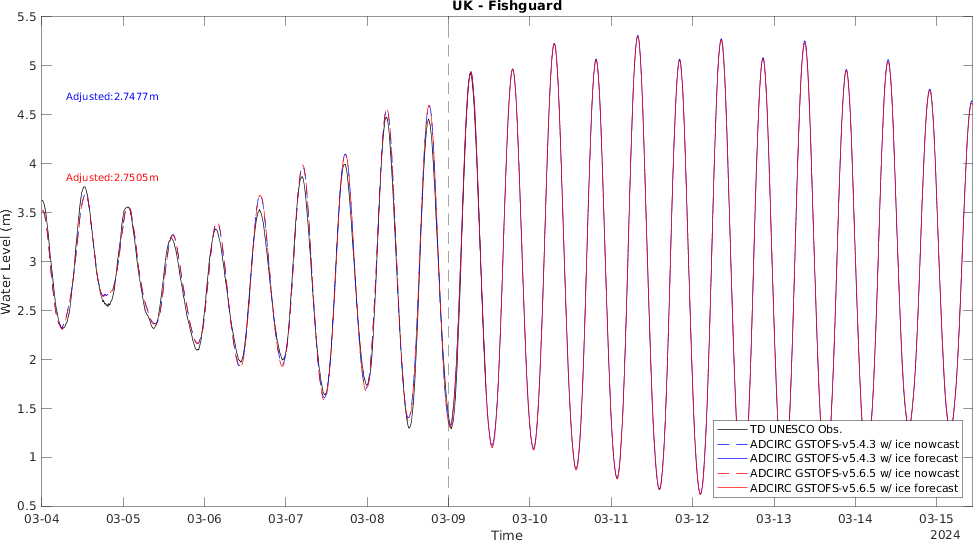 UK - Fishguard
5.5
5
4.5
4
3.5
3
2.5
2
1.5
1
0.5
Water Level (m)
Adjusted:2.7477m
Adjusted:2.7505m
TD UNESCO Obs.
ADCIRC GSTOFS-v5.4.3 w/ ice nowcast
ADCIRC GSTOFS-v5.4.3 w/ ice forecast
ADCIRC GSTOFS-v5.6.5 w/ ice nowcast
ADCIRC GSTOFS-v5.6.5 w/ ice forecast
03-04 03-05 03-06 03-07 03-08 03-09 03-10 03-11 03-12 03-13 03-14 03-15
Time
2024